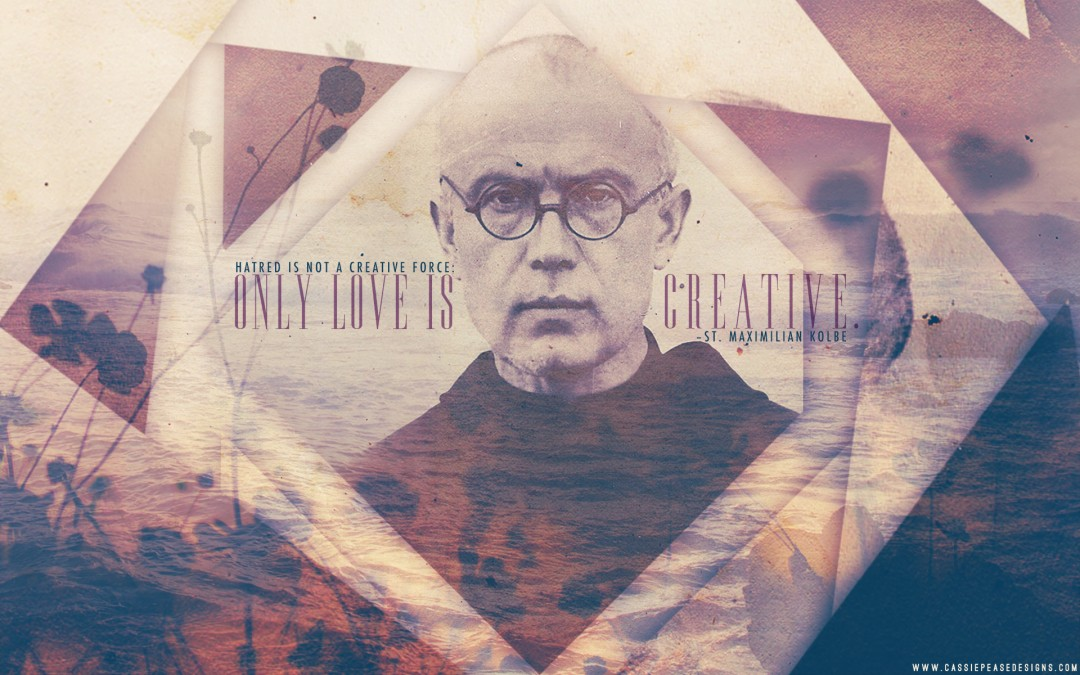 HATRED IS NOT A CREATIVE FORCE:
ONLY LOVE IS CREATIVE.
-ST. MAXIMILIAN KOLBE
WWW.CASSIEPEASEDESIGNS.COM